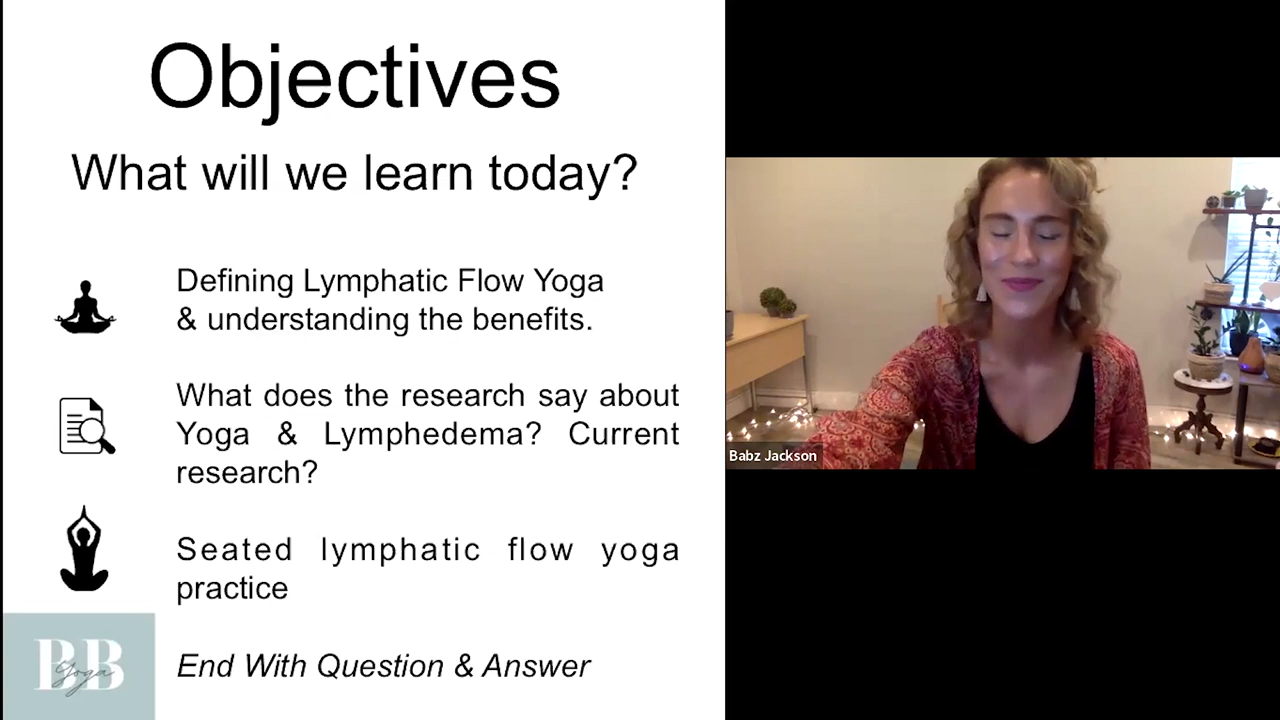 Objectives
What will we learn today?
Defining Lymphatic Flow Yoga
& understanding the benefits.
What does the research say about
Yoga & Lymphedema? Current
research?
Seated lymphatic flow yoga
practice
End With Question & Answer
BB
Yoga
Babz Jackson